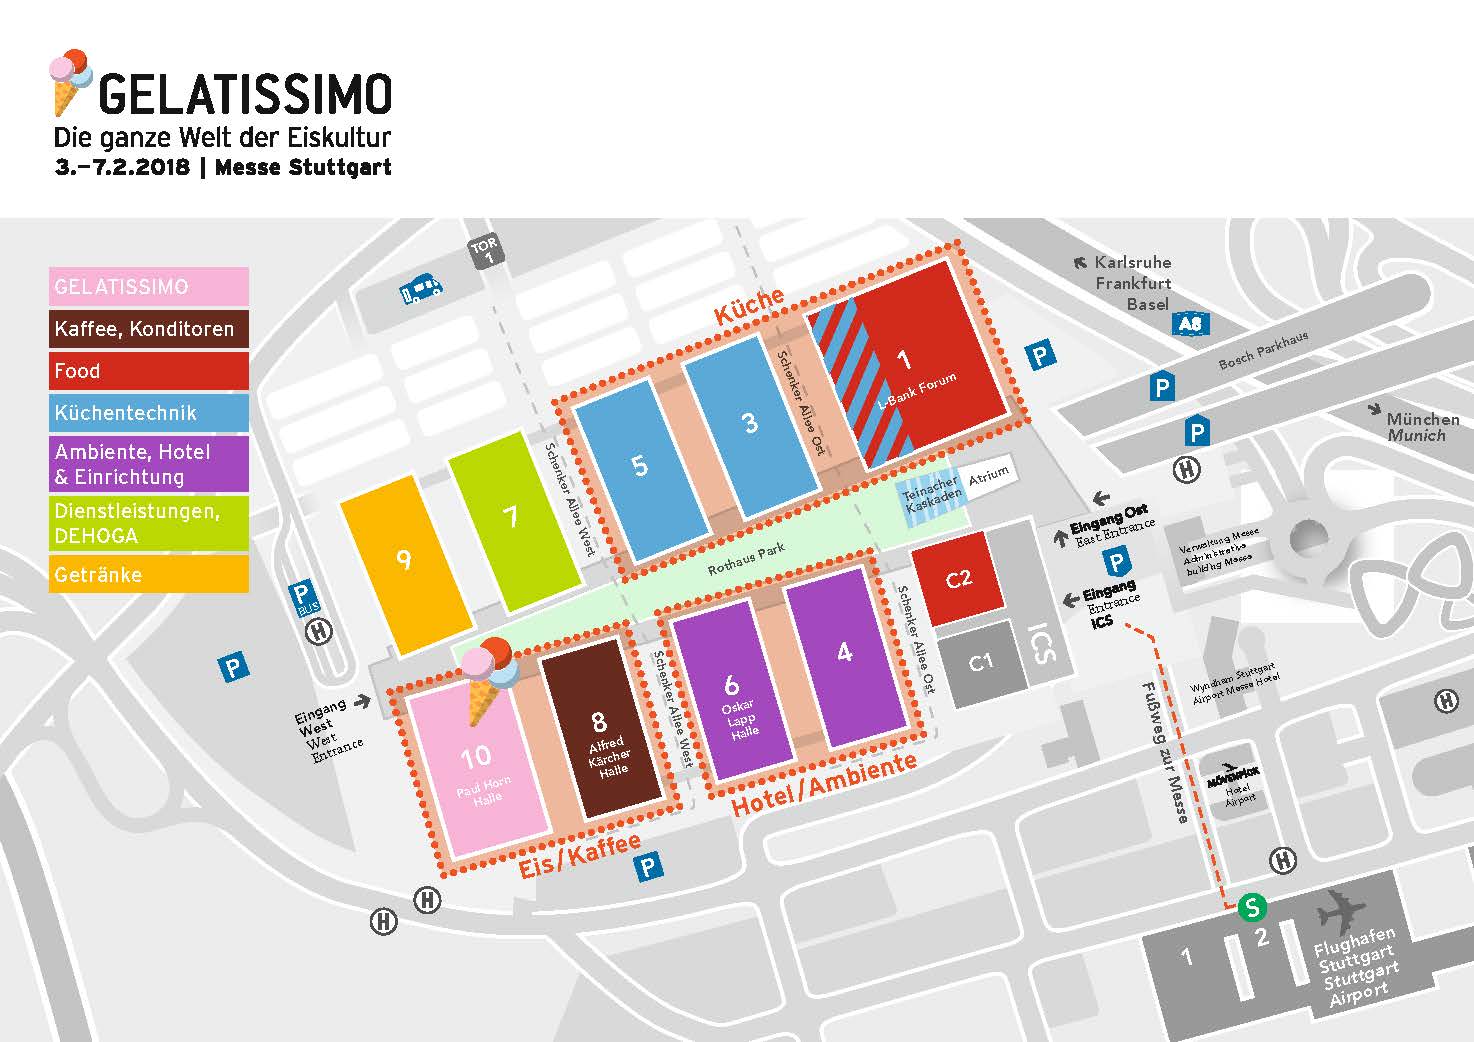 GELATISSIMO
Die ganze Welt der Eiskultur
3.–7.2.2018 | Messe Stuttgart
GELATISSIMO
Kaffee, Konditoren
Food
Küchentechnik
Ambiente, Hotel
& Einrichtung
Dienstleistungen,
DEHOGA
Getränke
TOR
1
Küche
Karlsruhe
Frankfurt
Basel
A8
Bosch Parkhaus
P
P
P
München
Munich
H
1
L-Bank Forum
Schenker Allee Ost
3
5
Schenker Allee West
7
9
Teinacher
Kaskaden
Atrium
Rothaus Park
Eingang Ost
East Entrance
P
Eingang
Entrance
ICS
Verwaltung Messe
Administrative
building Messe
C2
C1
ICS
Schenker Allee Ost
4
6
Oskar
Lapp
Halle
Hotel/Ambiente
Schenker Allee West
8
Alfred
Kärcher
Halle
10
Paul Horn
Halle
Eis/Kaffee
P
P
BUS
H
P
Eingang
West
West
Entrance
H
H
Fußweg zur Messe
Wyndham Stuttgart
Airport Messe Hotel
MÖVENPICK
Hotel
Airport
H
H
S
1
2
Flughafen
Stuttgart
Stuttgart
Airport